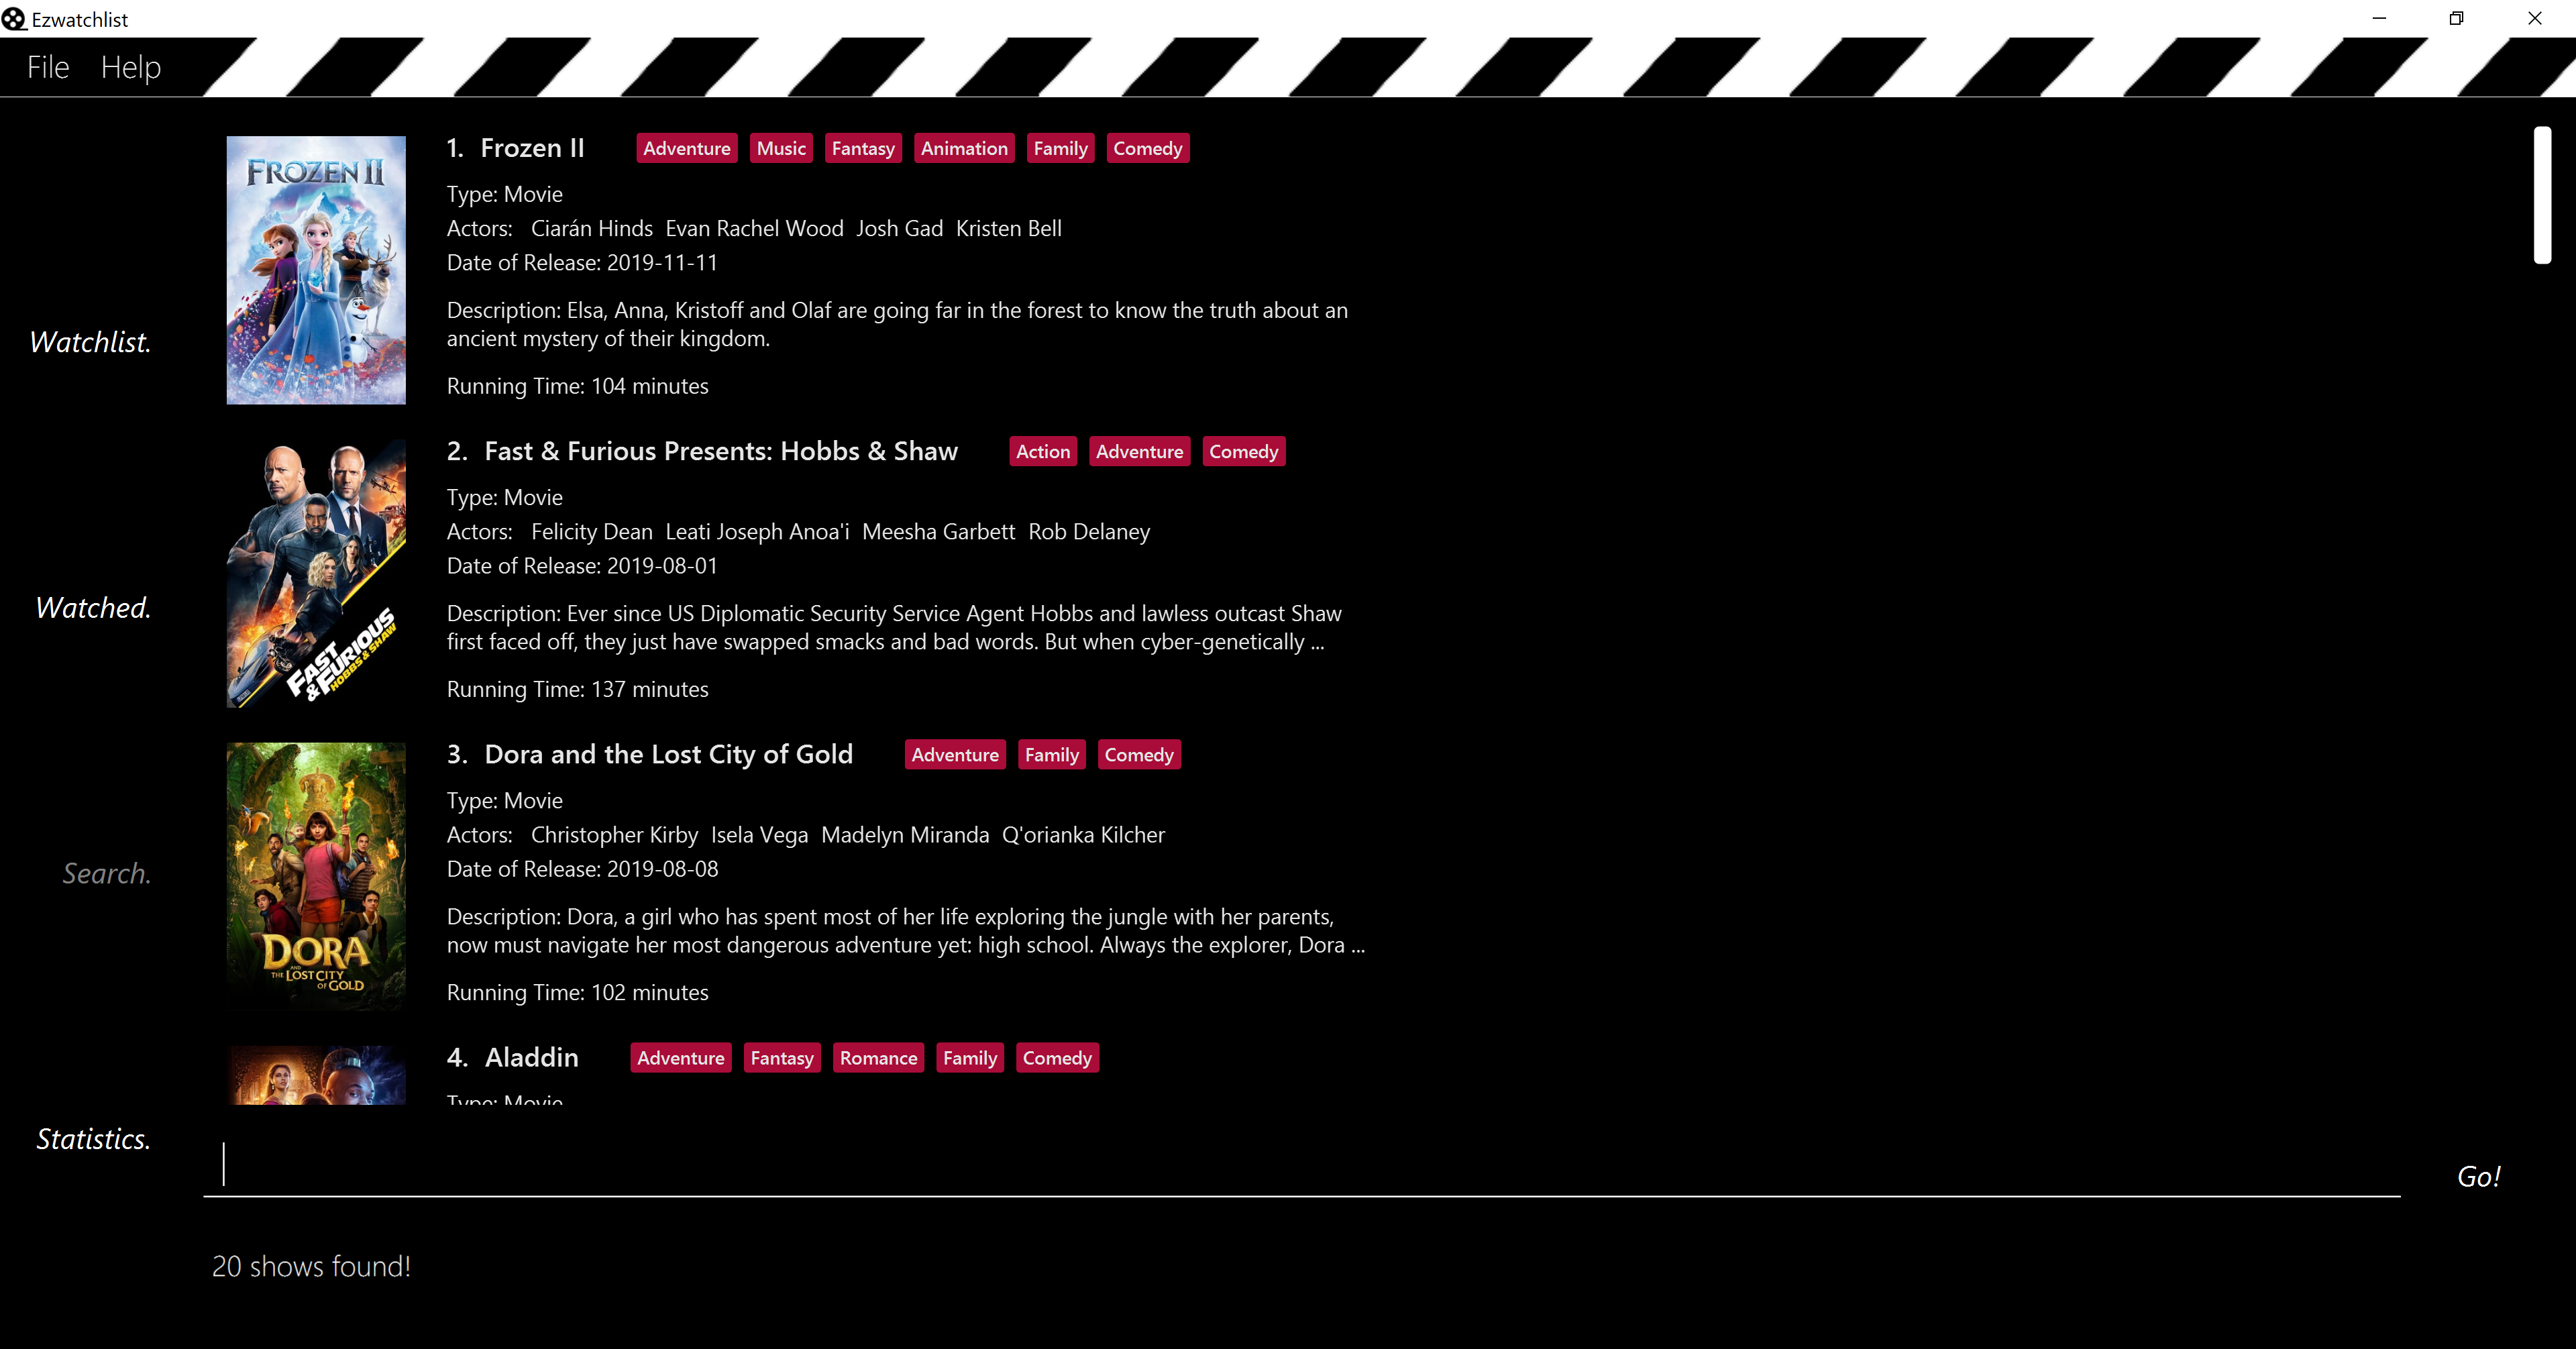 Ezwatchlist
File Help
Watchlist.
Watched.
Search.
Statistics.
FROZEN II
1. Frozen II Adventure Music Fantasy Animation Family Comedy
Type: Movie
Actors: Ciarán Hinds Evan Rachel Wood Josh Gad Kristen Bell
Date of Release: 2019-11-11
Description: Elsa, Anna, Kristoff and Olaf are going far in the forest to know the truth about an
ancient mystery of their kingdom.
Running Time: 104 minutes
FAST
& FURIOUS
HOBBS & SHAW
2. Fast & Furious Presents: Hobbs & Shaw Action Adventure Comedy
Type: Movie
Actors: Felicity Dean Leati Joseph Anoa'i Meesha Garbett Rob Delaney
Date of Release: 2019-08-01
Description: Ever since US Diplomatic Security Service Agent Hobbs and lawless outcast Shaw
first faced off, they just have swapped smacks and bad words. But when cyber-genetically ...
Running Time: 137 minutes
DORA
AND
THE LOST CITY
OF GOLD
3. Dora and the Lost City of Gold Adventure Family Comedy
Type: Movie
Actors: Christopher Kirby Isela Vega Madelyn Miranda Q'orianka Kilcher
Date of Release: 2019-08-08
Description: Dora, a girl who has spent most of her life exploring the jungle with her parents,
now must navigate her most dangerous adventure yet: high school. Always the explorer, Dora ...
Running Time: 102 minutes
4. Aladdin Adventure Fantasy Romance Family Comedy
Type: Movie
Go!
20 shows found!